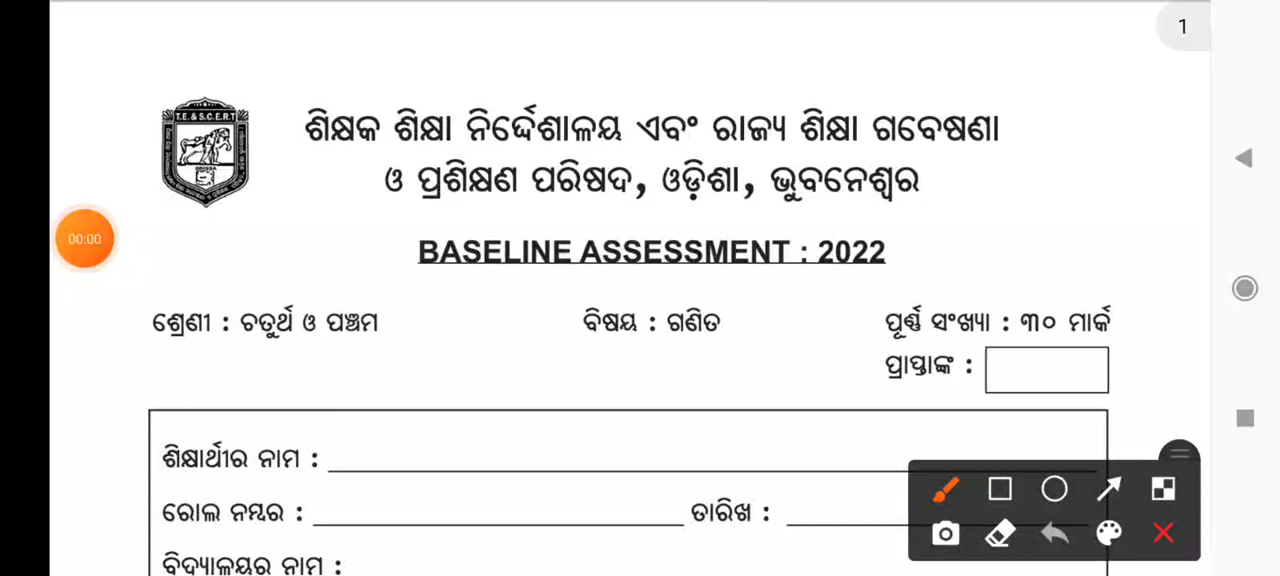 1
T.E. & S.C.E.R.T
ଶିକ୍ଷକ ଶିକ୍ଷା ନିର୍ଦ୍ଦେଶାଳୟ ଏବଂ ରାଜ୍ୟ ଶିକ୍ଷା ଗବେଷଣା
ଓ ପ୍ରଶିକ୍ଷଣ ପରିଷଦ, ଓଡ଼ିଶା, ଭୁବନେଶ୍ୱର
00:00
BASELINE ASSESSMENT : 2022
ଶ୍ରେଣୀ : ଚତୁର୍ଥ ଓ ପଞ୍ଚମ ବିଷୟ : ଗଣିତ ପୂର୍ଣ୍ଣ ସଂଖ୍ୟା : ୩୦ ମାର୍କ
ପ୍ରାପ୍ତାଙ୍କ :
ଶିକ୍ଷାର୍ଥୀର ନାମ :
ରୋଲ ନମ୍ବର : ତାରିଖ :
ବିଦ୍ୟାଳୟର ନାମ :